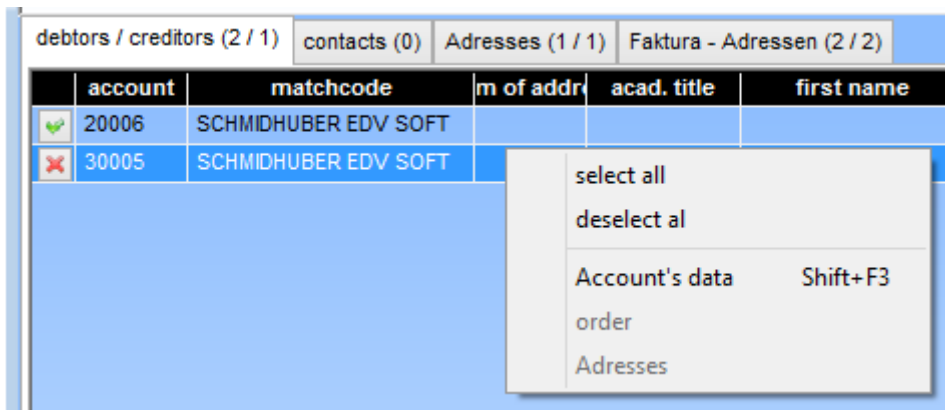 debtors / creditors (2 / 1) contacts (0) Adresses (1 / 1) Faktura - Adressen (2 / 2)
account matchcode m of addre acad. title first name
20006 SCHMIDHUBER EDV SOFT
30005 SCHMIDHUBER EDV SOFT
select all
deselect al
Account's data Shift+F3
order
Adresses